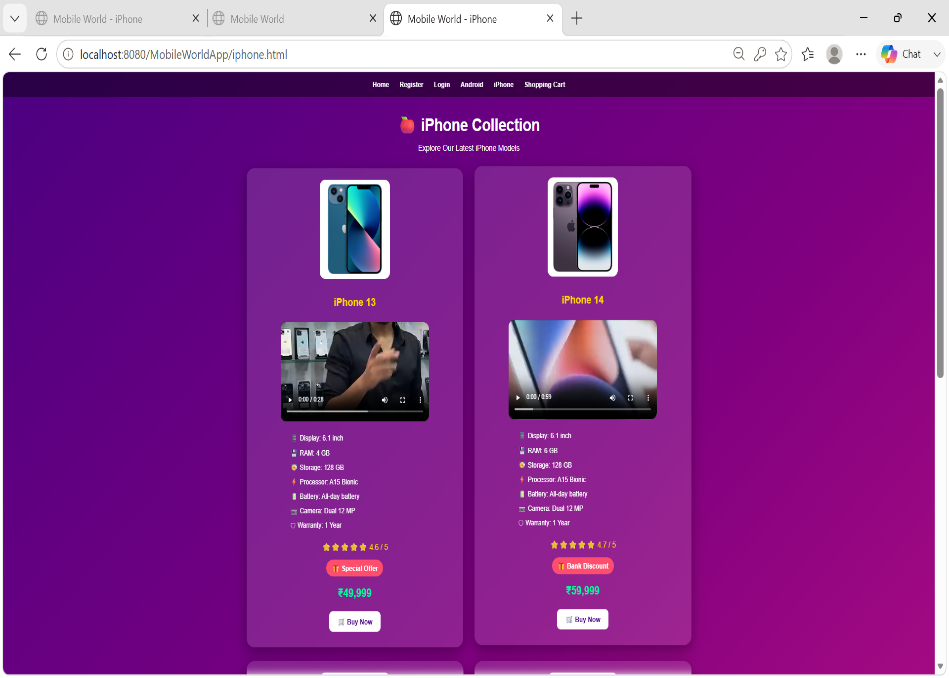 Mobile World - iPhone
Mobile World
Mobile World - iPhone
localhost:8080/MobileWorldApp/iphone.html
Chat
Home Register Login Android iPhone Shopping Cart
iPhone Collection
Explore Our Latest iPhone Models
iPhone 13
0:00 / 0:28
Display: 6.1 inch
RAM: 4 GB
Storage: 128 GB
Processor: A15 Bionic
Battery: All-day battery
Camera: Dual 12 MP
Warranty: 1 Year
4.6 / 5
Special Offer
₹49,999
Buy Now
iPhone 14
0:00 / 0:59
Display: 6.1 inch
RAM: 6 GB
Storage: 128 GB
Processor: A15 Bionic
Battery: All-day battery
Camera: Dual 12 MP
Warranty: 1 Year
4.7 / 5
Bank Discount
₹59,999
Buy Now